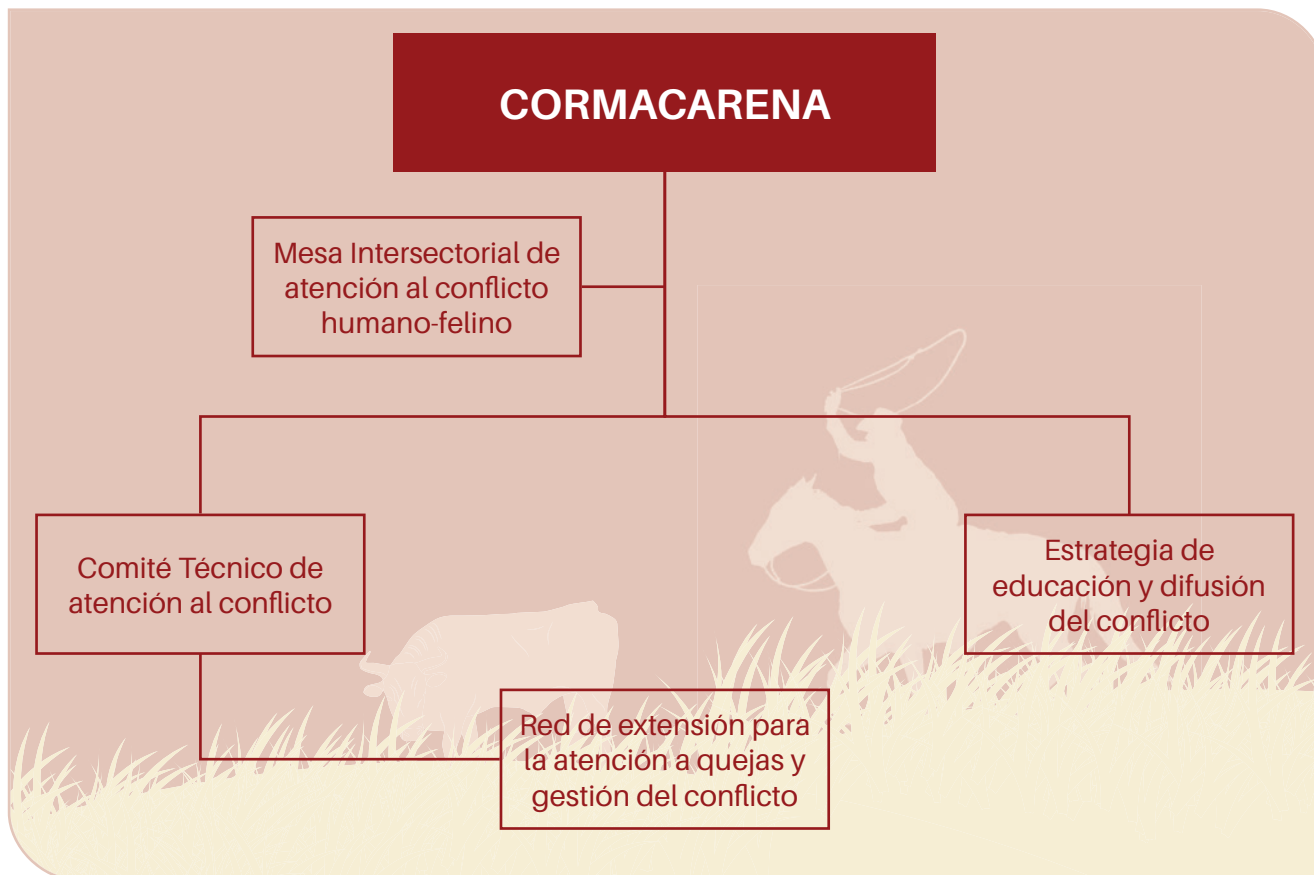 CORMACARENA
Mesa Intersectorial de
atención al conflicto
humano-felino
Comité Técnico de
atención al conflicto
Estrategia de
educación y difusión
del conflicto
Red de extensión para
la atención a quejas y
gestión del conflicto